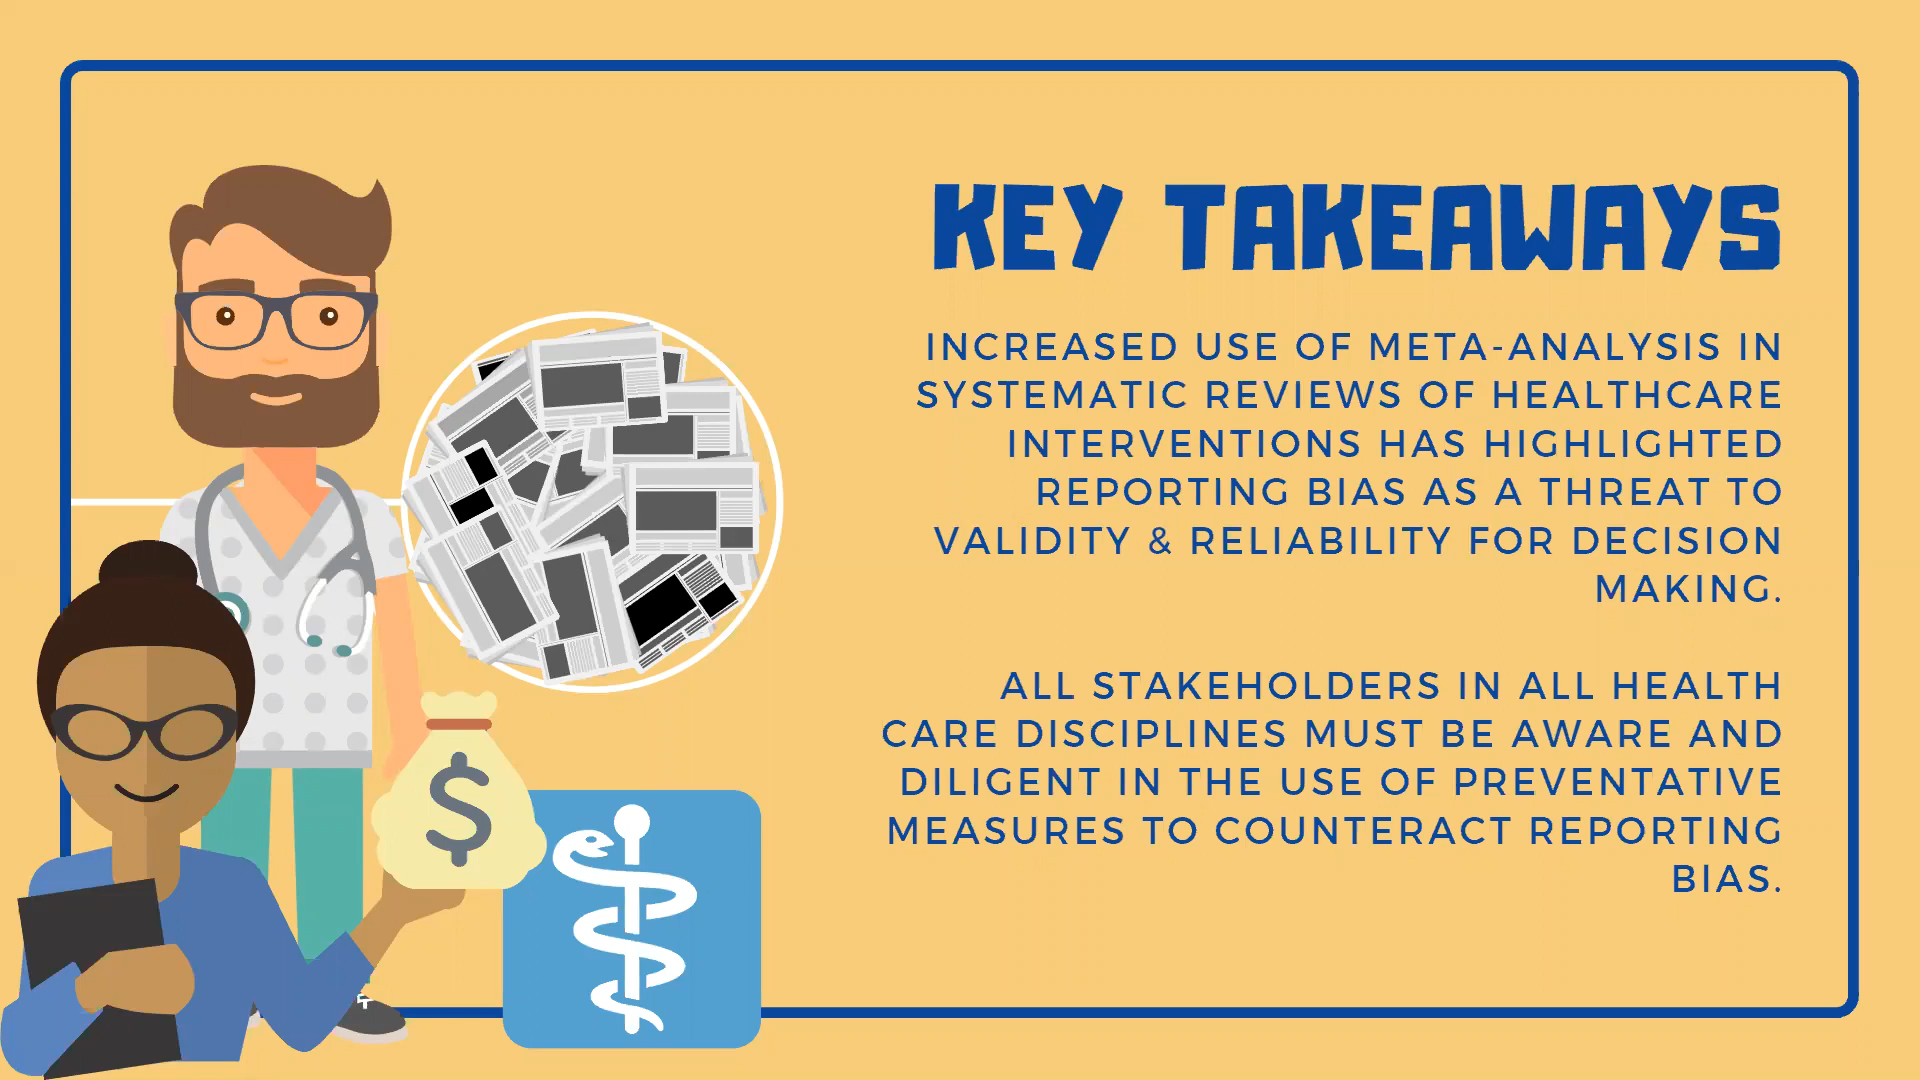 KEY TAKEAWAYS
INCREASED USE OF META-ANALYSIS IN
SYSTEMATIC REVIEWS OF HEALTHCARE
INTERVENTIONS HAS HIGHLIGHTED
REPORTING BIAS AS A THREAT TO
VALIDITY & RELIABILITY FOR DECISION
MAKING.
ALL STAKEHOLDERS IN ALL HEALTH
CARE DISCIPLINES MUST BE AWARE AND
DILIGENT IN THE USE OF PREVENTATIVE
MEASURES TO COUNTERACT REPORTING
BIAS.
$